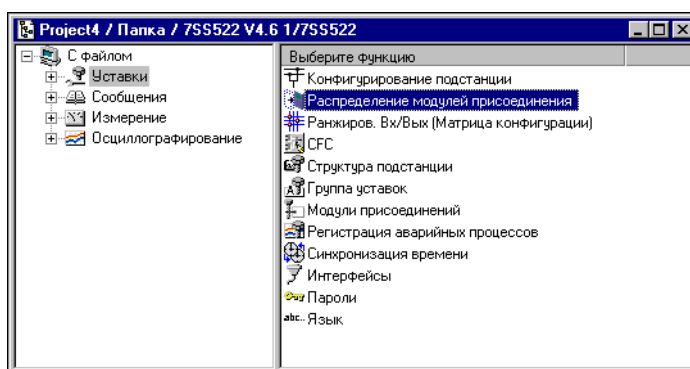 Project4 / Папка / 7SS522 V4.6 1/7SS522
С файлом
Уставки
Сообщения
Измерение
Осциллографирование
Выберите функцию
Конфигурирование подстанции
Распределение модулей присоединения
Ранжиров. Вх/Вых (Матрица конфигурации)
CFC
Структура подстанции
Группа уставок
Модули присоединений
Регистрация аварийных процессов
Синхронизация времени
Интерфейсы
Пароли
abc.. Язык